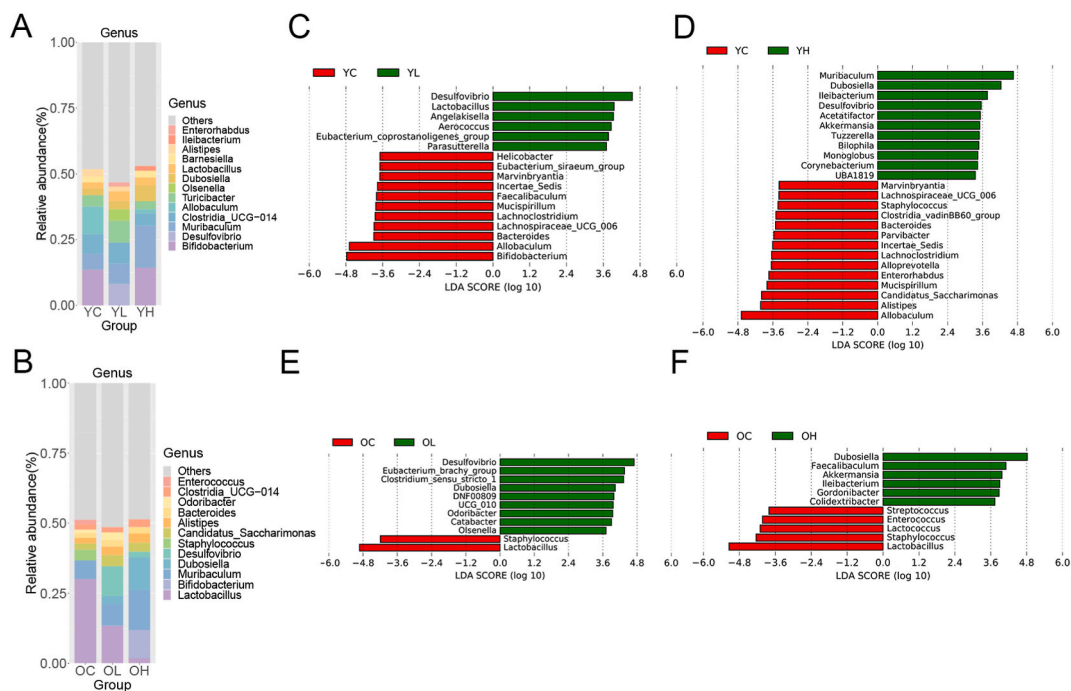 A
Genus
1.00
0.75
0.50
0.25
0.00
Relative abundance(%)
YC YL YH
Group
Genus
Others
Enterorhabdus
Ileibacterium
Alistipes
Barnesiella
Lactobacillus
Dubosiella
Olsenella
Turicibacter
Allobaculum
Clostridia_UCG−014
Muribaculum
Desulfovibrio
Bifidobacterium
C
YC YL
Desulfovibrio
Lactobacillus
Angelakisella
Aerococcus
Eubacterium_coprostanoligenes_group
Parasutterella
Helicobacter
Eubacterium_siraeum_group
Marvinbryantia
Incertae_Sedis
Faecalibaculum
Mucispirillum
Lachnoclostridium
Lachnospiraceae_UCG_006
Bacteroides
Allobaculum
Bifidobacterium
−6.0 −4.8 −3.6 −2.4 −1.2 0.0 1.2 2.4 3.6 4.8 6.0
LDA SCORE (log 10)
D
YC YH
Muribaculum
Dubosiella
Ileibacterium
Desulfovibrio
Acetatifactor
Akkermansia
Tuzzerella
Bilophila
Monoglobus
Corynebacterium
UBA1819
Marvinbryantia
Lachnospiraceae_UCG_006
Staphylococcus
Clostridia_vadinBB60_group
Bacteroides
Parvibacter
Incertae_Sedis
Lachnoclostridium
Alloprevotella
Enterorhabdus
Mucispirillum
Candidatus_Saccharimonas
Alistipes
Allobaculum
−6.0 −4.8 −3.6 −2.4 −1.2 0.0 1.2 2.4 3.6 4.8 6.0
LDA SCORE (log 10)
B
Genus
1.00
0.75
0.50
0.25
0.00
Relative abundance(%)
OC OL OH
Group
Genus
Others
Enterococcus
Clostridia_UCG−014
Odoribacter
Bacteroides
Alistipes
Candidatus_Saccharimonas
Staphylococcus
Desulfovibrio
Dubosiella
Muribaculum
Bifidobacterium
Lactobacillus
E
OC OL
Desulfovibrio
Eubacterium_brachy_group
Clostridium_sensu_stricto_1
Dubosiella
DNF00809
UCG_010
Odoribacter
Catabacter
Olsenella
Staphylococcus
Lactobacillus
−6.0 −4.8 −3.6 −2.4 −1.2 0.0 1.2 2.4 3.6 4.8 6.0
LDA SCORE (log 10)
F
OC OH
Dubosiella
Faecalibaculum
Akkermansia
Ileibacterium
Gordonibacter
Colidextribacter
Streptococcus
Enterococcus
Lactococcus
Staphylococcus
Lactobacillus
−6.0 −4.8 −3.6 −2.4 −1.2 0.0 1.2 2.4 3.6 4.8 6.0
LDA SCORE (log 10)